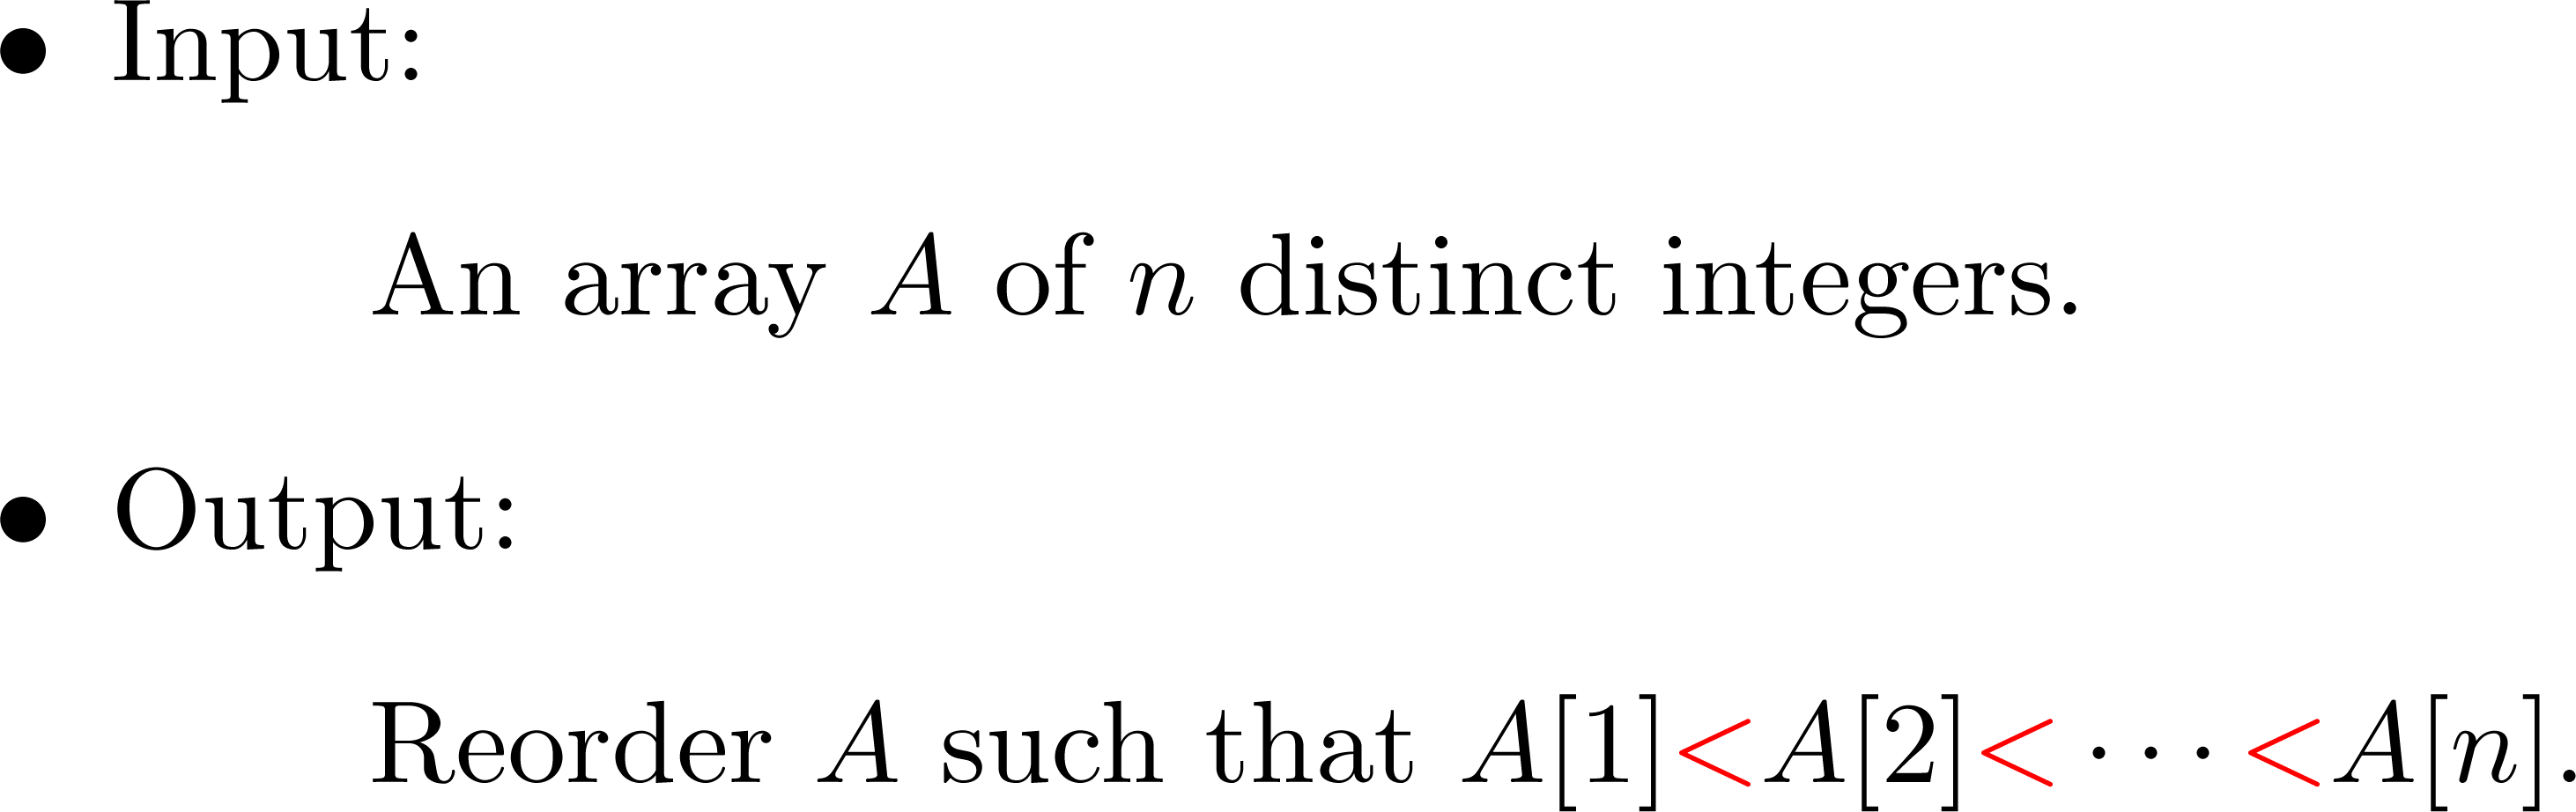 • Input:
An array A of n distinct integers.
• Output:
Reorder A such that A[1]<A[2]< ··· <A[n].